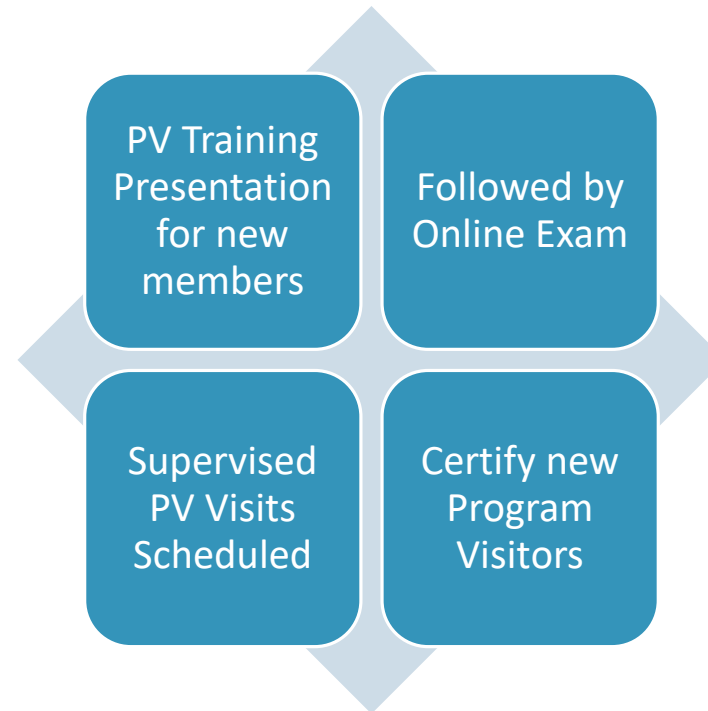 PV Training
Presentation
for new
members
Followed by
Online Exam
Supervised
PV Visits
Scheduled
Certify new
Program
Visitors